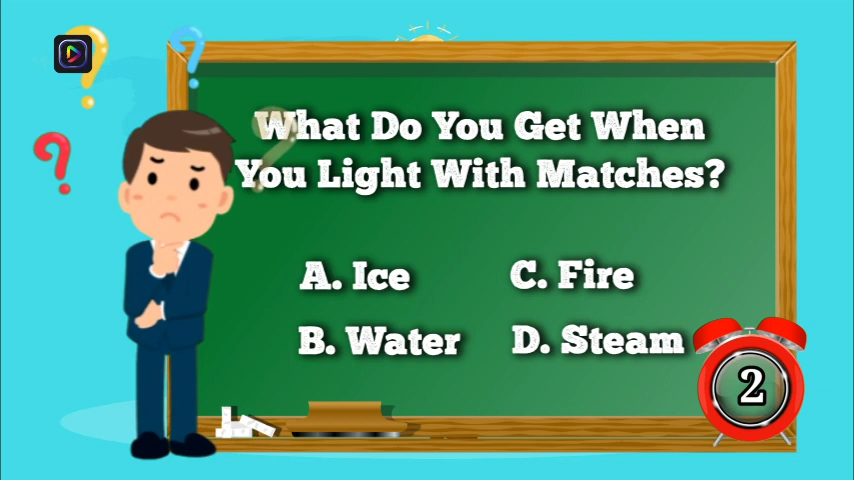 What Do You Get When
You Light With Matches?
A. Ice
C. Fire
B. Water
D. Steam
2